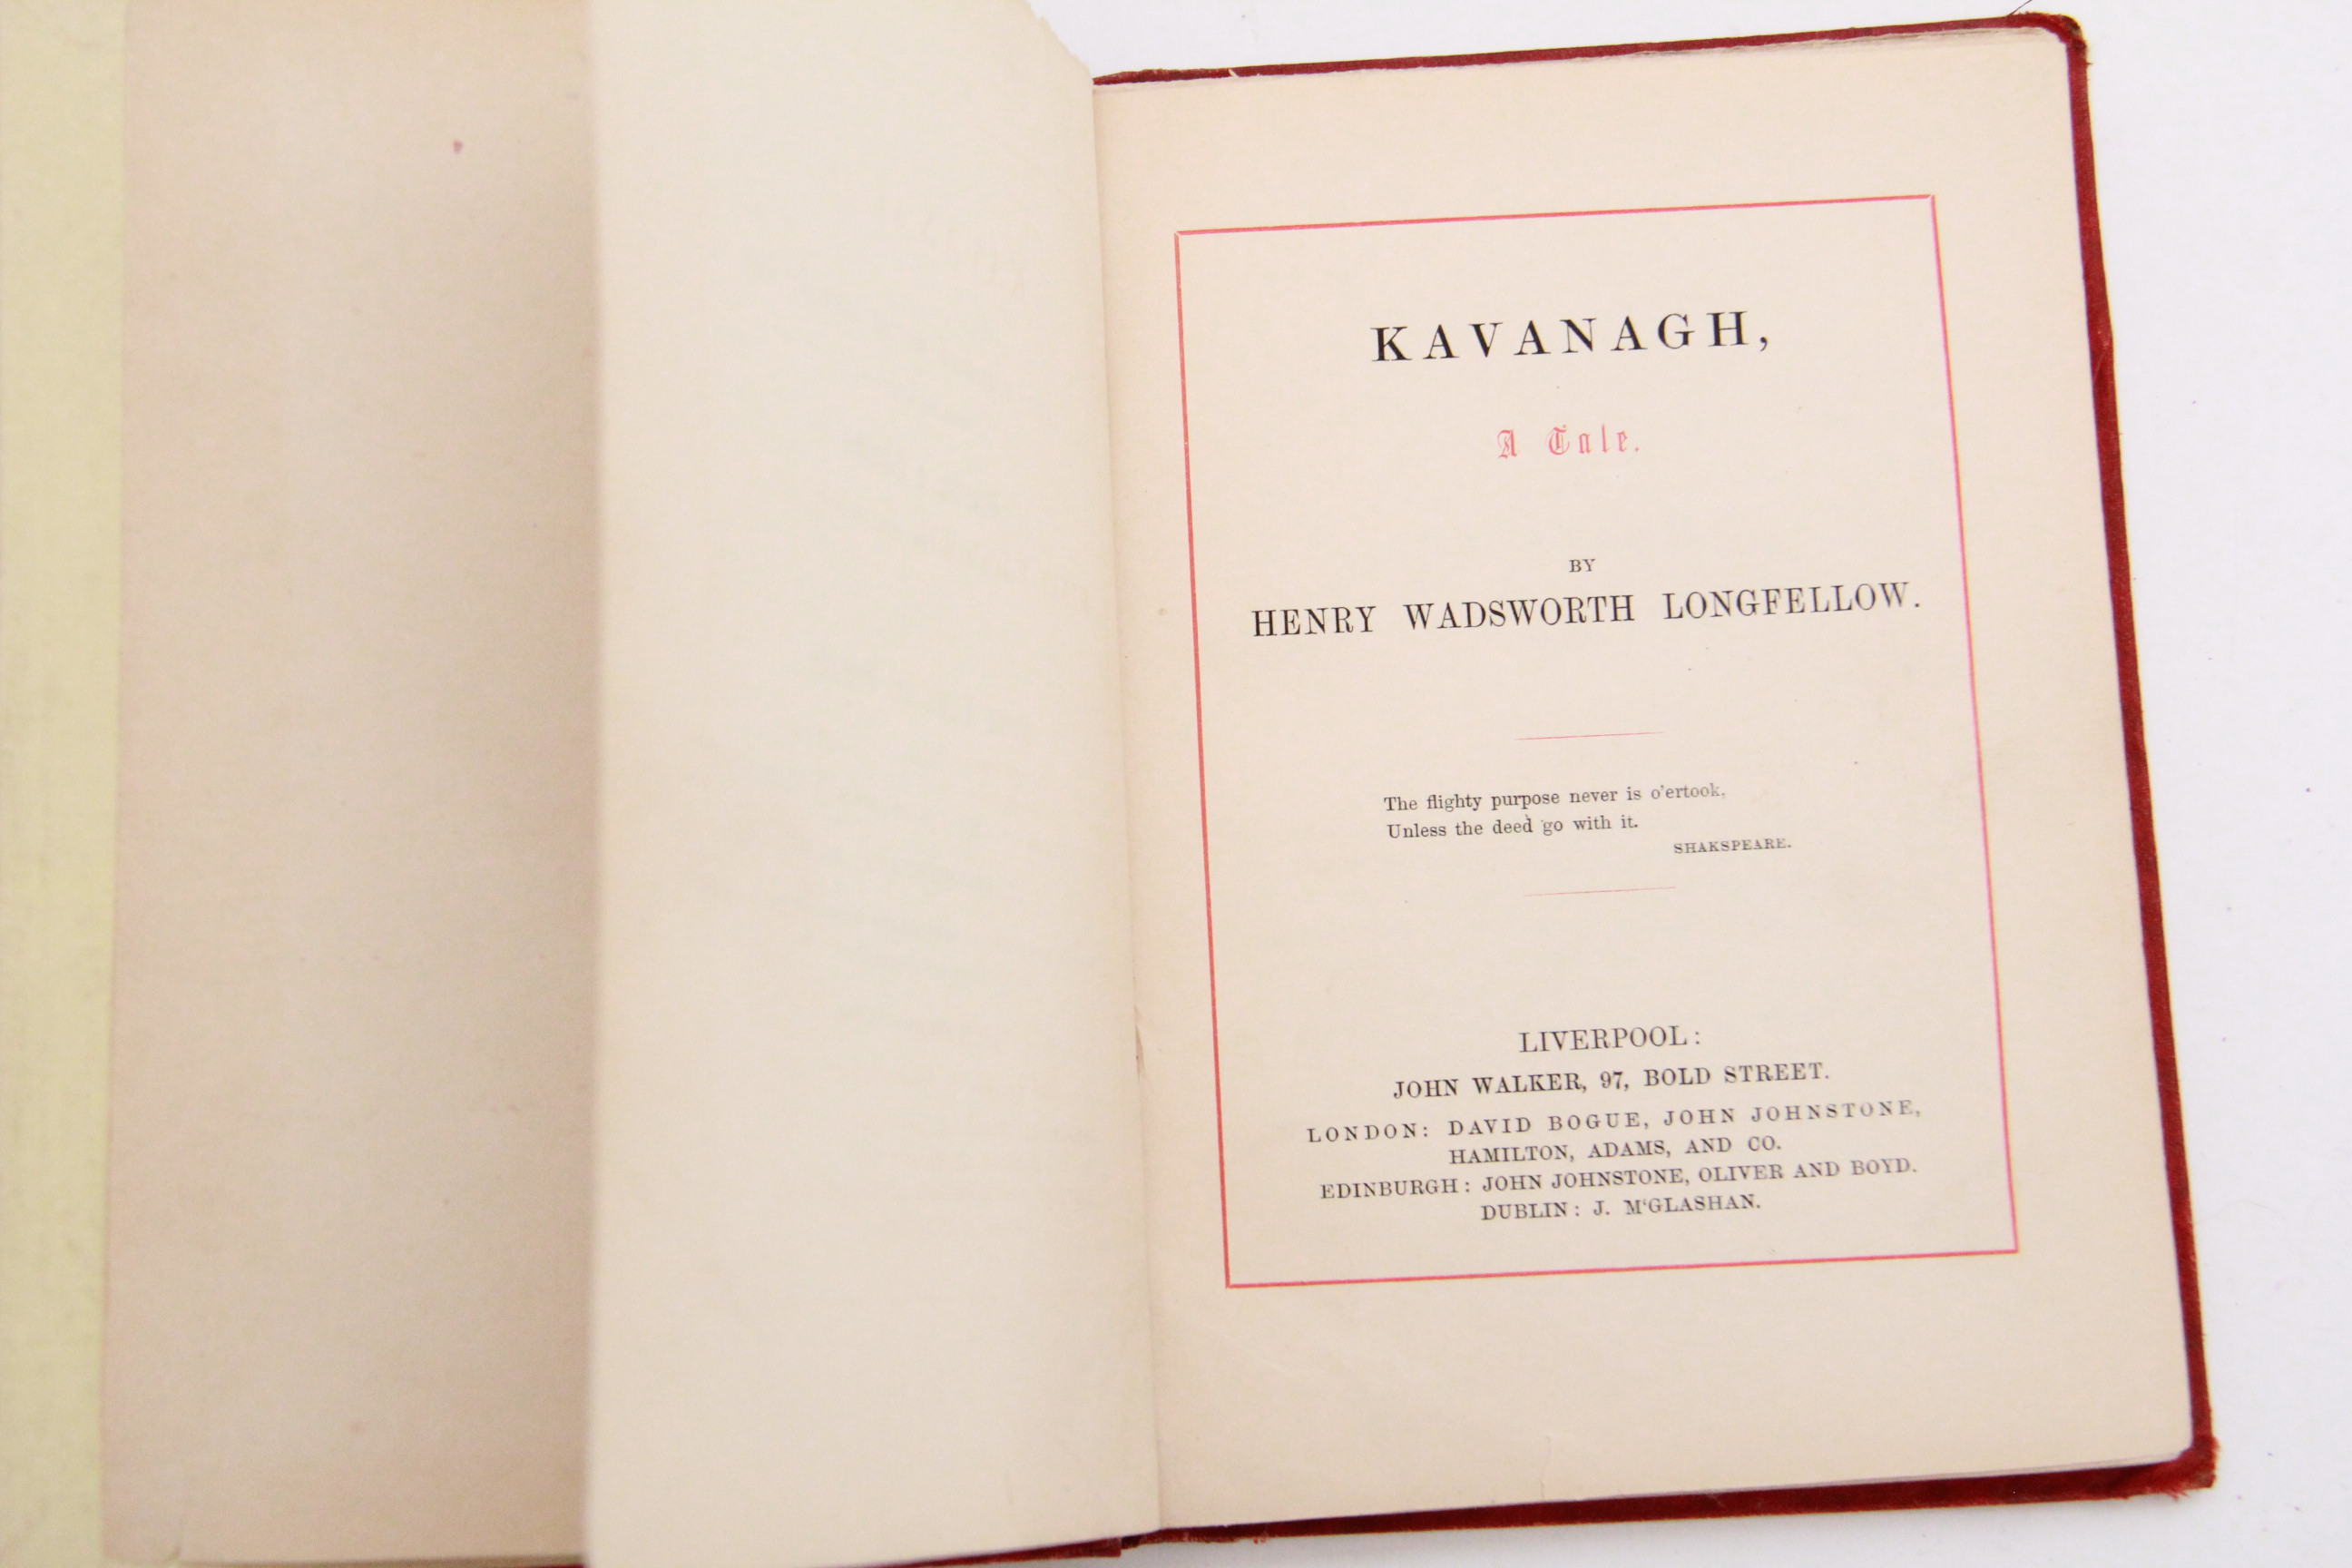 KAVANAGH,
A Tale.
BY
HENRY WADSWORTH LONGFELLOW.
The flighty purpose never is o'ertook,
Unless the deed go with it.
SHAKSPEARE.
LIVERPOOL:
JOHN WALKER, 97, BOLD STREET.
LONDON: DAVID BOGUE, JOHN JOHNSTONE,
HAMILTON, ADAMS, AND CO.
EDINBURGH: JOHN JOHNSTONE, OLIVER AND BOYD.
DUBLIN: J. M‘GLASHAN.